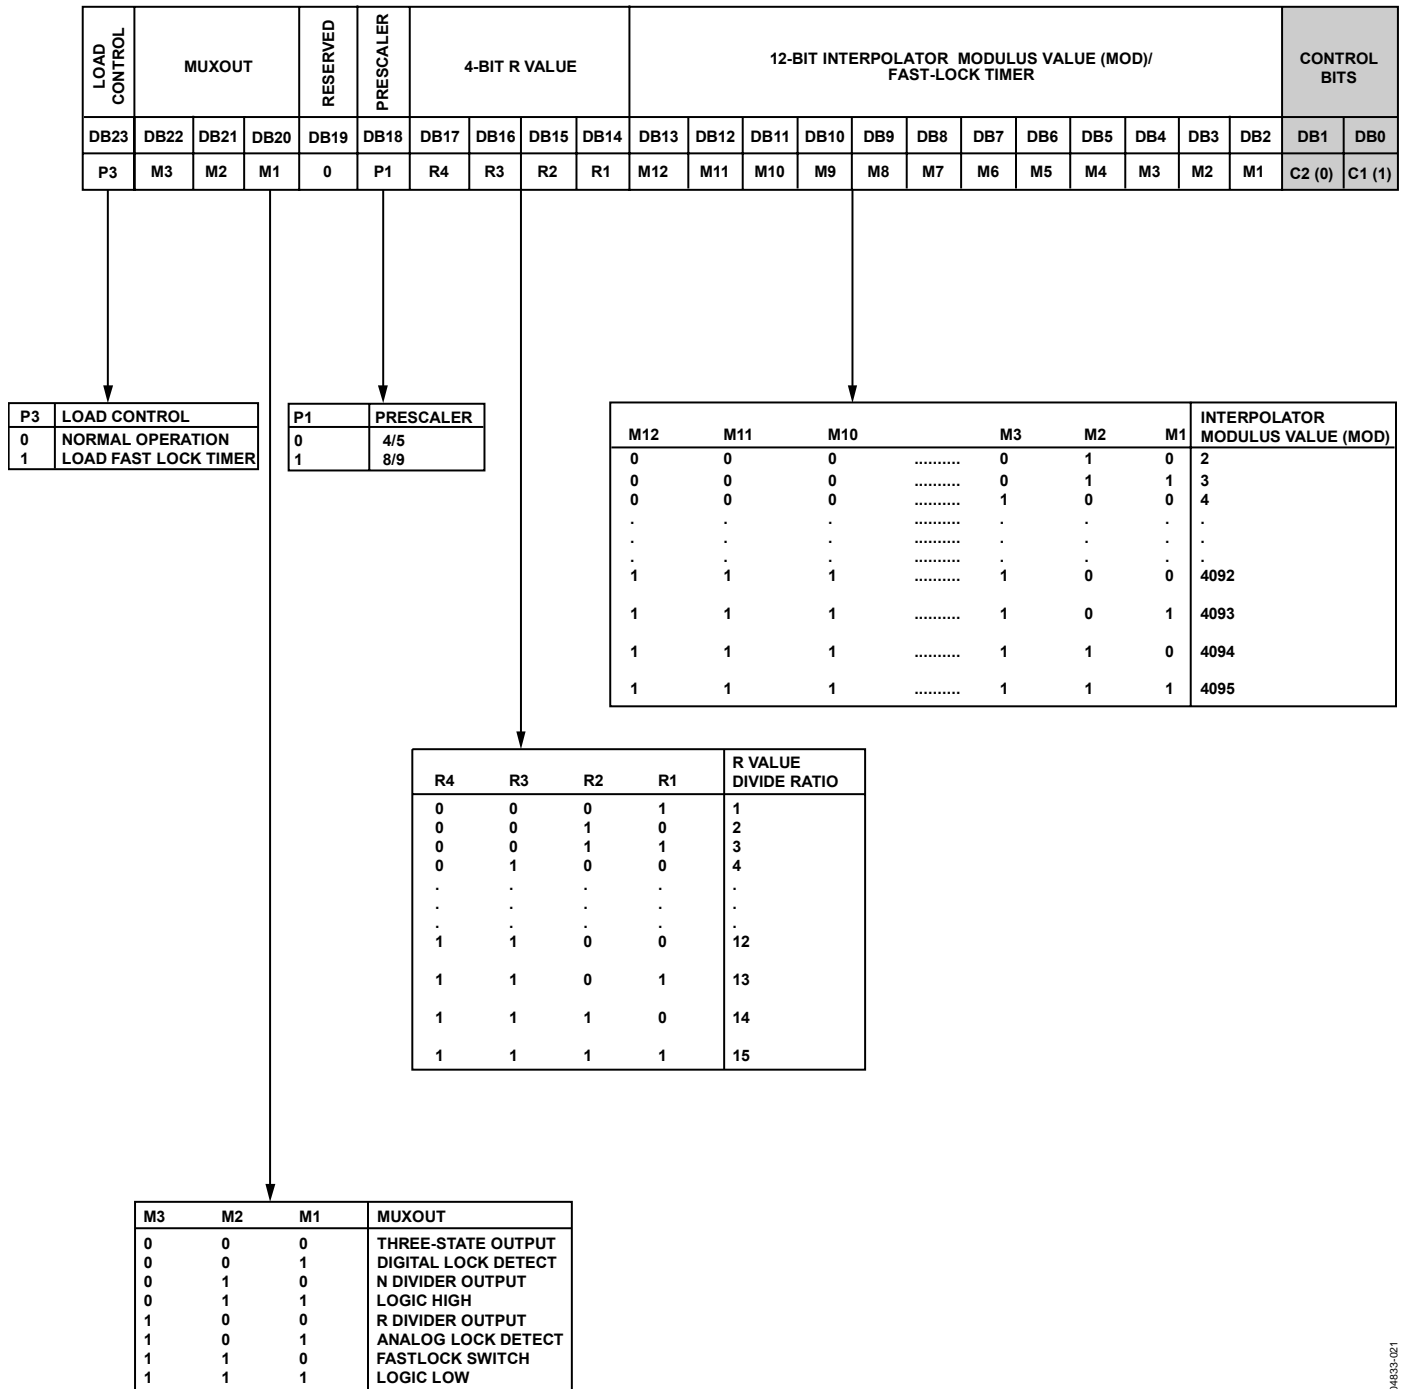 LOAD CONTROL MUXOUT RESERVED PRESCALER 4-BIT R VALUE 12-BIT INTERPOLATOR MODULUS VALUE (MOD)/ FAST-LOCK TIMER CONTROL BITS
DB23 DB22 DB21 DB20 DB19 DB18 DB17 DB16 DB15 DB14 DB13 DB12 DB11 DB10 DB9 DB8 DB7 DB6 DB5 DB4 DB3 DB2 DB1 DB0
P3 M3 M2 M1 0 P1 R4 R3 R2 R1 M12 M11 M10 M9 M8 M7 M6 M5 M4 M3 M2 M1 C2 (0) C1 (1)
P3 LOAD CONTROL
0 NORMAL OPERATION
1 LOAD FAST LOCK TIMER
P1 PRESCALER
0 4/5
1 8/9
M12 M11 M10 M3 M2 M1 INTERPOLATOR MODULUS VALUE (MOD)
0 0 0 .......... 0 1 0 2
0 0 0 .......... 0 1 1 3
0 0 0 .......... 1 0 0 4
. . . .......... . . . .
. . . .......... . . . .
. . . .......... . . . .
1 1 1 .......... 1 0 0 4092
1 1 1 .......... 1 0 1 4093
1 1 1 .......... 1 1 0 4094
1 1 1 .......... 1 1 1 4095
R4 R3 R2 R1 R VALUE DIVIDE RATIO
0 0 0 1 1
0 0 1 0 2
0 0 1 1 3
0 1 0 0 4
. . . . .
. . . . .
. . . . .
1 1 0 0 12
1 1 0 1 13
1 1 1 0 14
1 1 1 1 15
M3 M2 M1 MUXOUT
0 0 0 THREE-STATE OUTPUT
0 0 1 DIGITAL LOCK DETECT
0 1 0 N DIVIDER OUTPUT
0 1 1 LOGIC HIGH
1 0 0 R DIVIDER OUTPUT
1 0 1 ANALOG LOCK DETECT
1 1 0 FASTLOCK SWITCH
1 1 1 LOGIC LOW
04833-021